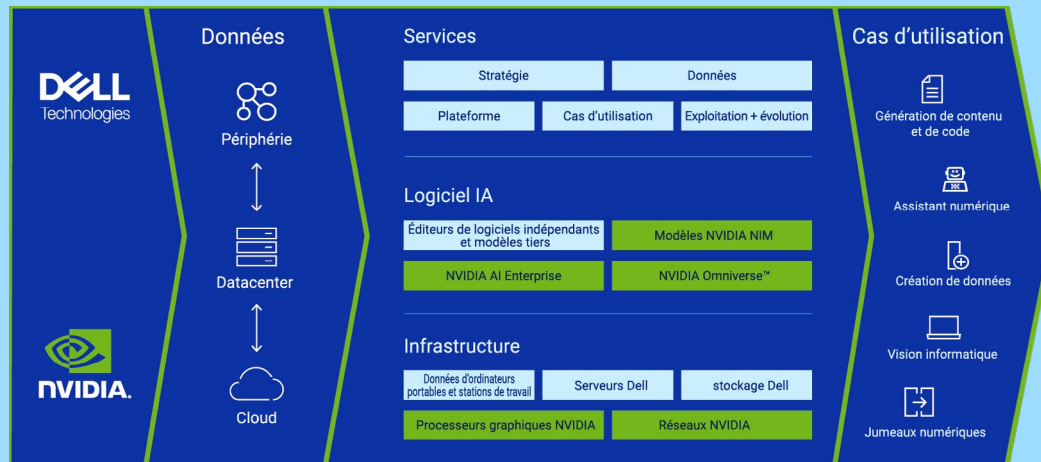 DELL
Technologies
NVIDIA.
Données
Périphérie
Datacenter
Cloud
Services
Stratégie
Données
Plateforme
Cas d'utilisation
Exploitation + évolution
Logiciel IA
Éditeurs de logiciels indépendants
et modèles tiers
Modèles NVIDIA NIM
NVIDIA AI Enterprise
NVIDIA Omniverse™
Infrastructure
Données d'ordinateurs
portables et stations de travail
Serveurs Dell
stockage Dell
Processeurs graphiques NVIDIA
Réseaux NVIDIA
Cas d'utilisation
Génération de contenu
et de code
Assistant numérique
Création de données
Vision informatique
Jumeaux numériques